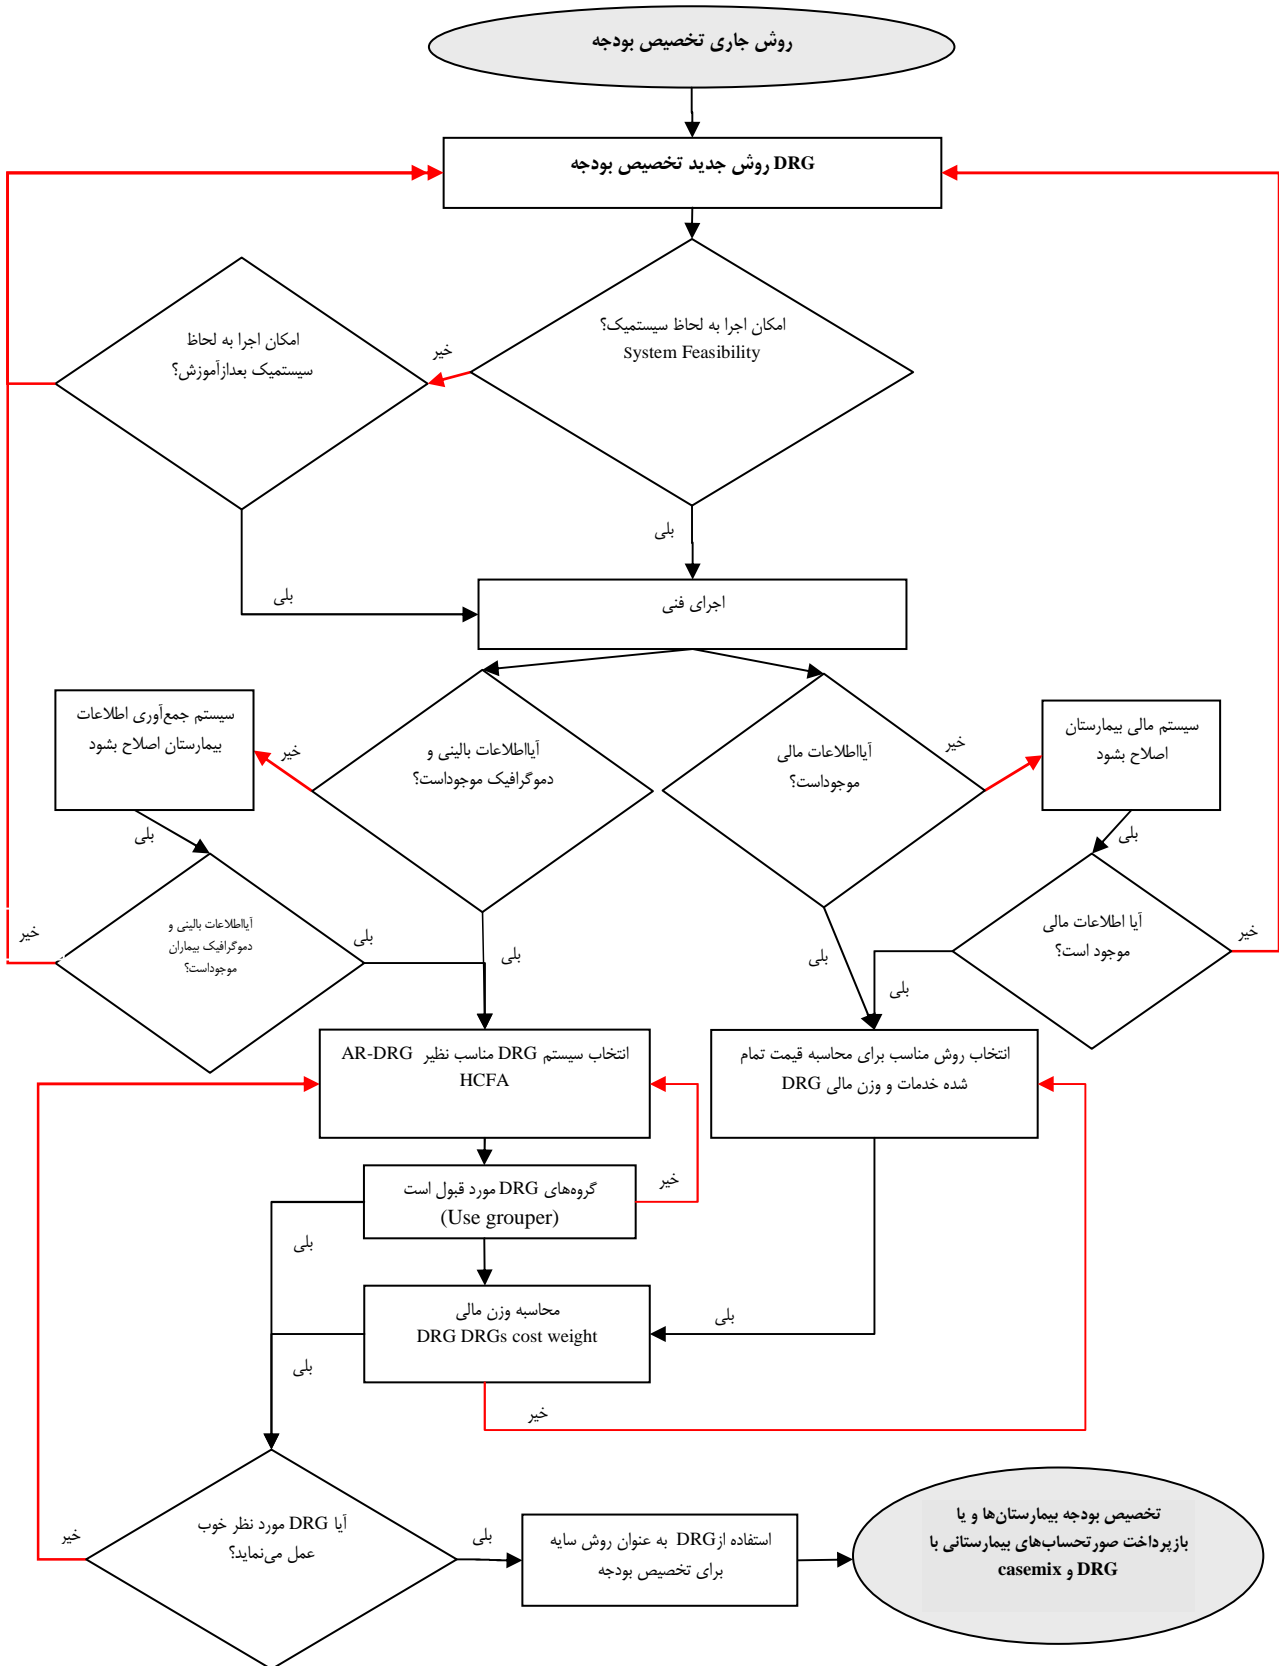 روش جاری تخصیص بودجه
DRG روش جدید تخصیص بودجه
امکان اجرا به لحاظ سیستمیک؟
System Feasibility
امکان اجرا به لحاظ
سیستمیک بعدازآموزش؟
خیر
بلی
بلی
اجرای فنی
سیستم مالی بیمارستان
اصلاح بشود
خیر
آیااطلاعات مالی
موجوداست؟
آیااطلاعات بالینی و
دموگرافیک موجوداست؟
خیر
سیستم جمع‌آوری اطلاعات
بیمارستان اصلاح بشود
بلی
بلی
آیا اطلاعات مالی
موجود است؟
خیر
بلی
بلی
بلی
بلی
آیااطلاعات بالینی و
دموگرافیک بیماران
موجوداست؟
خیر
انتخاب روش مناسب برای محاسبه قیمت تمام
شده خدمات و وزن مالی DRG
انتخاب سیستم DRG مناسب نظیر AR-DRG
HCFA
خیر
گروه‌های DRG مورد قبول است
(Use grouper)
بلی
محاسبه وزن مالی
DRG DRGs cost weight
بلی
بلی
خیر
آیا DRG مورد نظر خوب
عمل می‌نماید؟
خیر
بلی
استفاده ازDRG به عنوان روش سایه
برای تخصیص بودجه
تخصیص بودجه بیمارستان‌ها و یا
بازپرداخت صورتحساب‌های بیمارستانی با
DRG و casemix